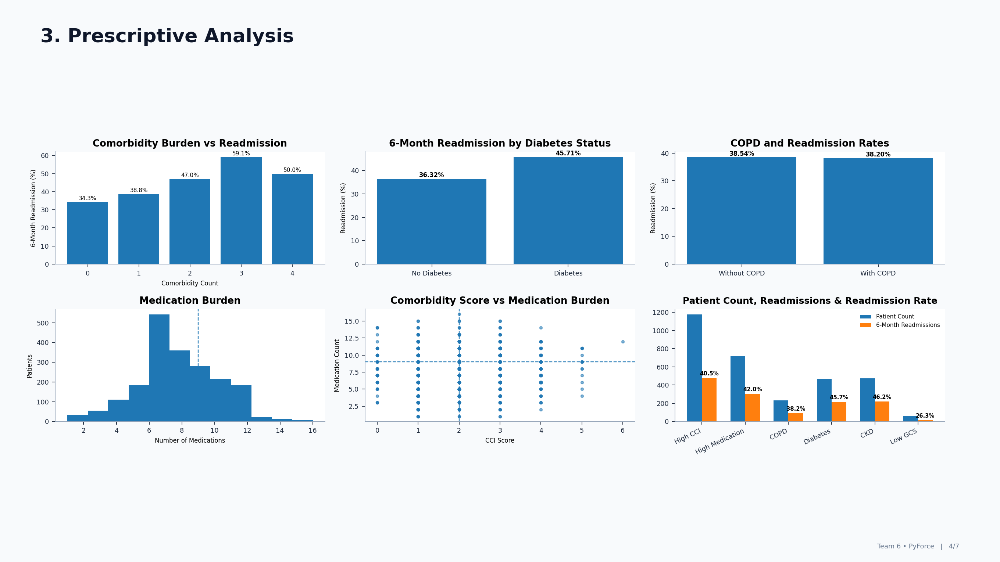 3. Prescriptive Analysis
Comorbidity Burden vs Readmission
6-Month Readmission (%)
60
50
40
30
20
10
0
34.3%
38.8%
47.0%
59.1%
50.0%
0 1 2 3 4
Comorbidity Count
6-Month Readmission by Diabetes Status
Readmission (%)
40
30
20
10
0
36.32%
45.71%
No Diabetes Diabetes
COPD and Readmission Rates
Readmission (%)
40
30
20
10
0
38.54%
38.20%
Without COPD With COPD
Medication Burden
Patients
500
400
300
200
100
0
2 4 6 8 10 12 14 16
Number of Medications
Comorbidity Score vs Medication Burden
Medication Count
15.0
12.5
10.0
7.5
5.0
2.5
0 1 2 3 4 5 6
CCI Score
Patient Count, Readmissions & Readmission Rate
Patient Count
6-Month Readmissions
1200
1000
800
600
400
200
0
40.5%
42.0%
38.2%
45.7%
46.2%
26.3%
High CCI
High Medication
COPD
Diabetes
CKD
Low GCS
Team 6 • PyForce | 4/7